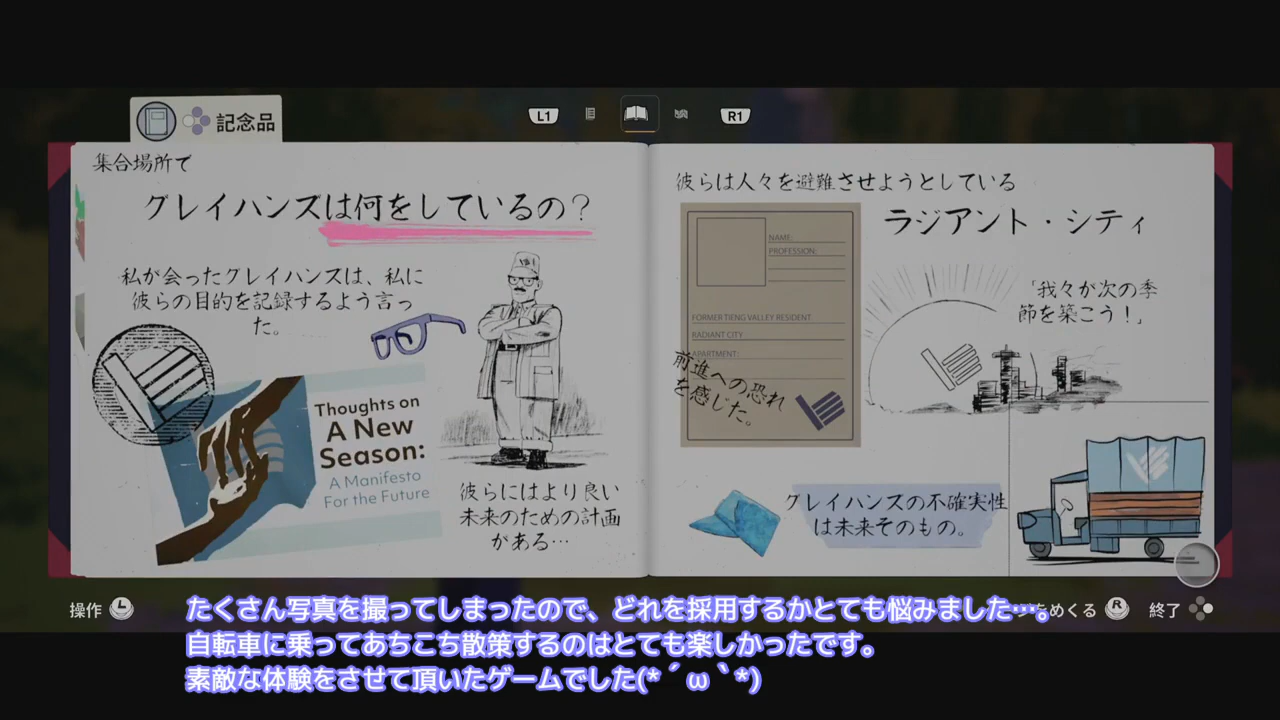 記念品
L1
R1
集合場所で
グレイハンスは何をしているの?
私が会ったグレイハンスは、私に
彼らの目的を記録するよう言っ
た。
Thoughts on
A New
Season:
A Manifesto
For the Future
彼らにはより良い
未来のための計画
がある…
彼らは人々を避難させようとしている
ラジアント・シティ
NAME:
PROFESSION:
FORMER TIENG VALLEY RESIDENT
RADIANT CITY
APARTMENT:
前進への恐れ
を感じた。
「我々が次の季
節を築こう!」
グレイハンスの不確実性
は未来そのもの。
操作
をめくる
R
終了
たくさん写真を撮ってしまったので、どれを採用するかとても悩みました…。
自転車に乗ってあちこち散策するのはとても楽しかったです。
素敵な体験をさせて頂いたゲームでした(*´ω`*)